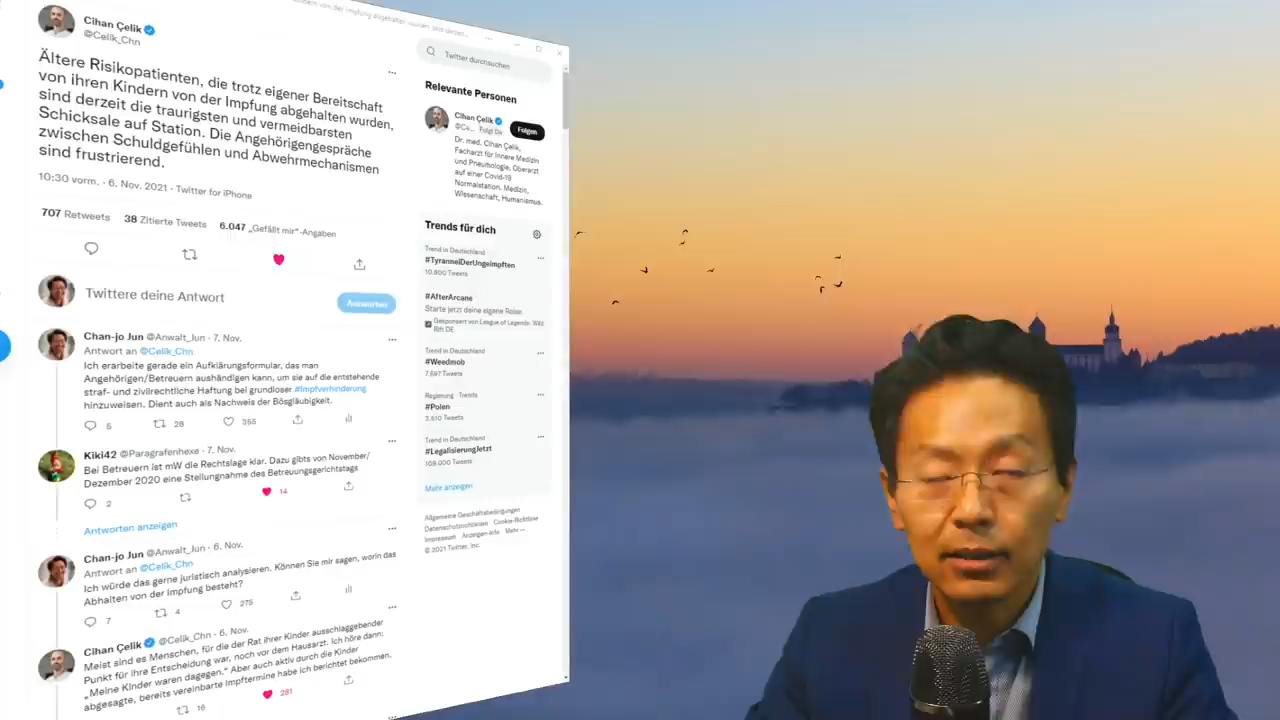 Cihan Çelik
@Celik_Chn
Ältere Risikopatienten, die trotz eigener Bereitschaft
von ihren Kindern von der Impfung abgehalten wurden,
sind derzeit die traurigsten und vermeidbarsten
Schicksale auf Station. Die Angehörigengespräche
zwischen Schuldgefühlen und Abwehrmechanismen
sind frustrierend.
10:30 vorm. · 6. Nov. 2021 · Twitter for iPhone
707 Retweets 38 Zitierte Tweets 6.047 „Gefällt mir"-Angaben
Twittere deine Antwort
Antworten
Chan-jo Jun @Anwalt_Jun · 7. Nov.
Antwort an @Celik_Chn
Ich erarbeite gerade ein Aufklärungsformular, das man
Angehörigen/Betreuern aushändigen kann, um sie auf die entstehende
straf- und zivilrechtliche Haftung bei grundloser #Impfverhinderung
hinzuweisen. Dient auch als Nachweis der Bösgläubigkeit.
5 28 355
Kiki42 @Paragrafenhexe · 7. Nov.
Bei Betreuern ist mW die Rechtslage klar. Dazu gibts von November/
Dezember 2020 eine Stellungnahme des Betreuungsgerichtstags
2 14
Antworten anzeigen
Chan-jo Jun @Anwalt_Jun · 6. Nov.
Antwort an @Celik_Chn
Ich würde das gerne juristisch analysieren. Können Sie mir sagen, worin das
Abhalten von der Impfung besteht?
7 4 275
Cihan Çelik @Celik_Chn · 6. Nov.
Meist sind es Menschen, für die der Rat ihrer Kinder ausschlaggebender
Punkt für ihre Entscheidung war, noch vor dem Hausarzt. Ich höre dann:
„Meine Kinder waren dagegen." Aber auch aktiv durch die Kinder
abgesagte, bereits vereinbarte Impftermine habe ich berichtet bekommen.
16 281
Twitter durchsuchen
Relevante Personen
Cihan Çelik
@Ce... Folgt Dir
Folgen
Dr. med. Cihan Çelik,
Facharzt für Innere Medizin
und Pneumologie, Oberarzt
auf einer Covid-19
Normalstation. Medizin,
Wissenschaft, Humanismus.
Trends für dich
Trend in Deutschland
#TyranneiDerUngeimpften
10.800 Tweets
#AfterArcane
Starte jetzt deine eigene Reise.
Gesponsert von League of Legends: Wild
Rift DE
Trend in Deutschland
#Weedmob
7.697 Tweets
Regierung · Trends
#Polen
3.610 Tweets
Trend in Deutschland
#LegalisierungJetzt
109.000 Tweets
Mehr anzeigen
Allgemeine Geschäftsbedingungen
Datenschutzrichtlinien Cookie-Richtlinie
Impressum Anzeigen-Info Mehr
© 2021 Twitter, Inc.